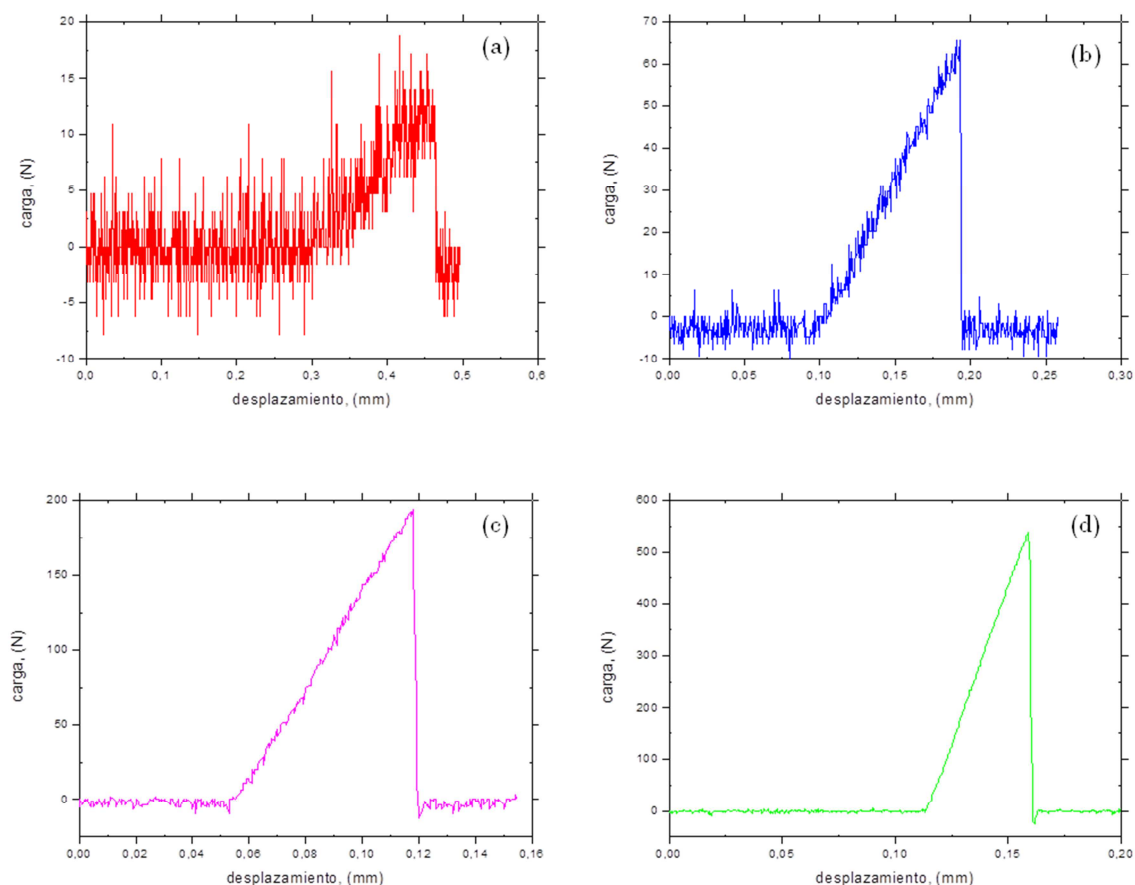 (a)
carga, (N)
20
15
10
5
0
-5
-10
0,0 0,1 0,2 0,3 0,4 0,5 0,6
desplazamiento, (mm)
(b)
carga, (N)
70
60
50
40
30
20
10
0
-10
0,00 0,05 0,10 0,15 0,20 0,25 0,30
desplazamiento, (mm)
(c)
carga, (N)
200
150
100
50
0
0,00 0,02 0,04 0,06 0,08 0,10 0,12 0,14 0,16
desplazamiento, (mm)
(d)
carga, (N)
600
500
400
300
200
100
0
0,00 0,05 0,10 0,15 0,20
desplazamiento, (mm)